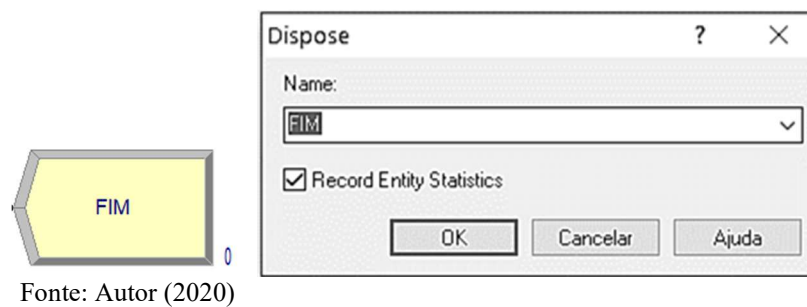 Dispose ? ×
Name:
FIM
Record Entity Statistics
OK Cancelar Ajuda
FIM
0
Fonte: Autor (2020)